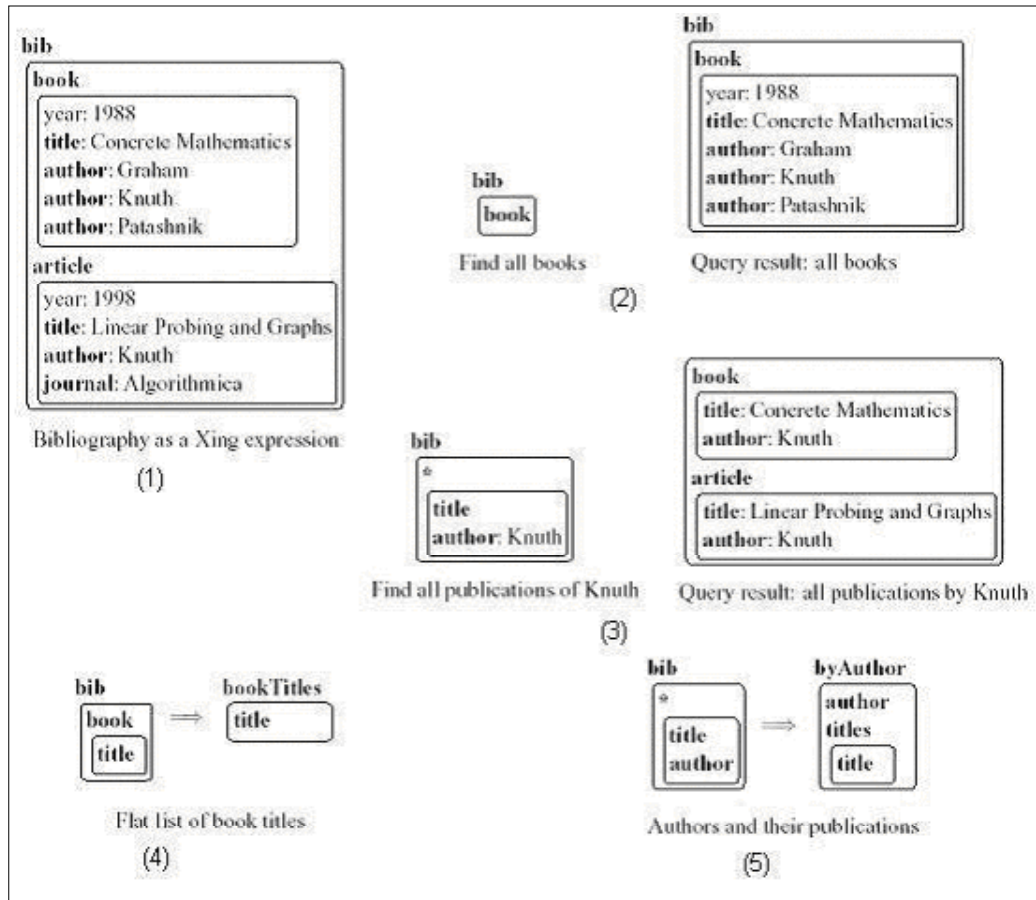 bib
book
year: 1988
title: Concrete Mathematics
author: Graham
author: Knuth
author: Patashnik
article
year: 1998
title: Linear Probing and Graphs
author: Knuth
journal: Algorithmica
Bibliography as a Xing expression
(1)
bib
book
Find all books
bib
book
year: 1988
title: Concrete Mathematics
author: Graham
author: Knuth
author: Patashnik
Query result: all books
(2)
bib
*
title
author: Knuth
Find all publications of Knuth
book
title: Concrete Mathematics
author: Knuth
article
title: Linear Probing and Graphs
author: Knuth
Query result: all publications by Knuth
(3)
bib
book
title
⟹
bookTitles
title
Flat list of book titles
(4)
bib
*
title
author
⟹
byAuthor
author
titles
title
Authors and their publications
(5)